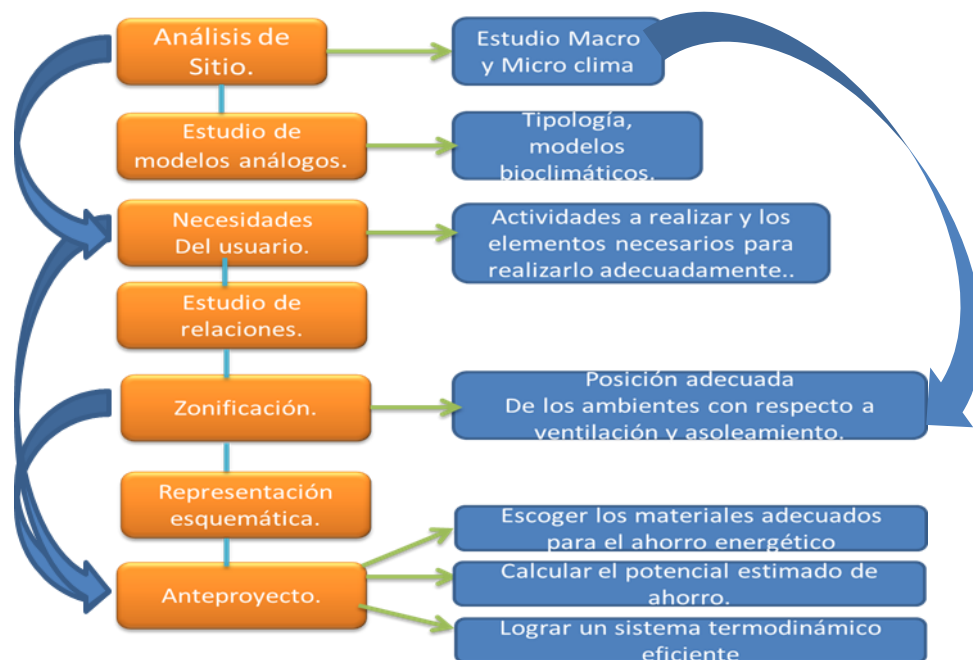 Análisis de
Sitio.
Estudio Macro
y Micro clima
Estudio de
modelos análogos.
Tipología,
modelos
bioclimáticos.
Necesidades
Del usuario.
Actividades a realizar y los
elementos necesarios para
realizarlo adecuadamente..
Estudio de
relaciones.
Zonificación.
Posición adecuada
De los ambientes con respecto a
ventilación y asoleamiento.
Representación
esquemática.
Anteproyecto.
Escoger los materiales adecuados
para el ahorro energético
Calcular el potencial estimado de
ahorro.
Lograr un sistema termodinámico
eficiente